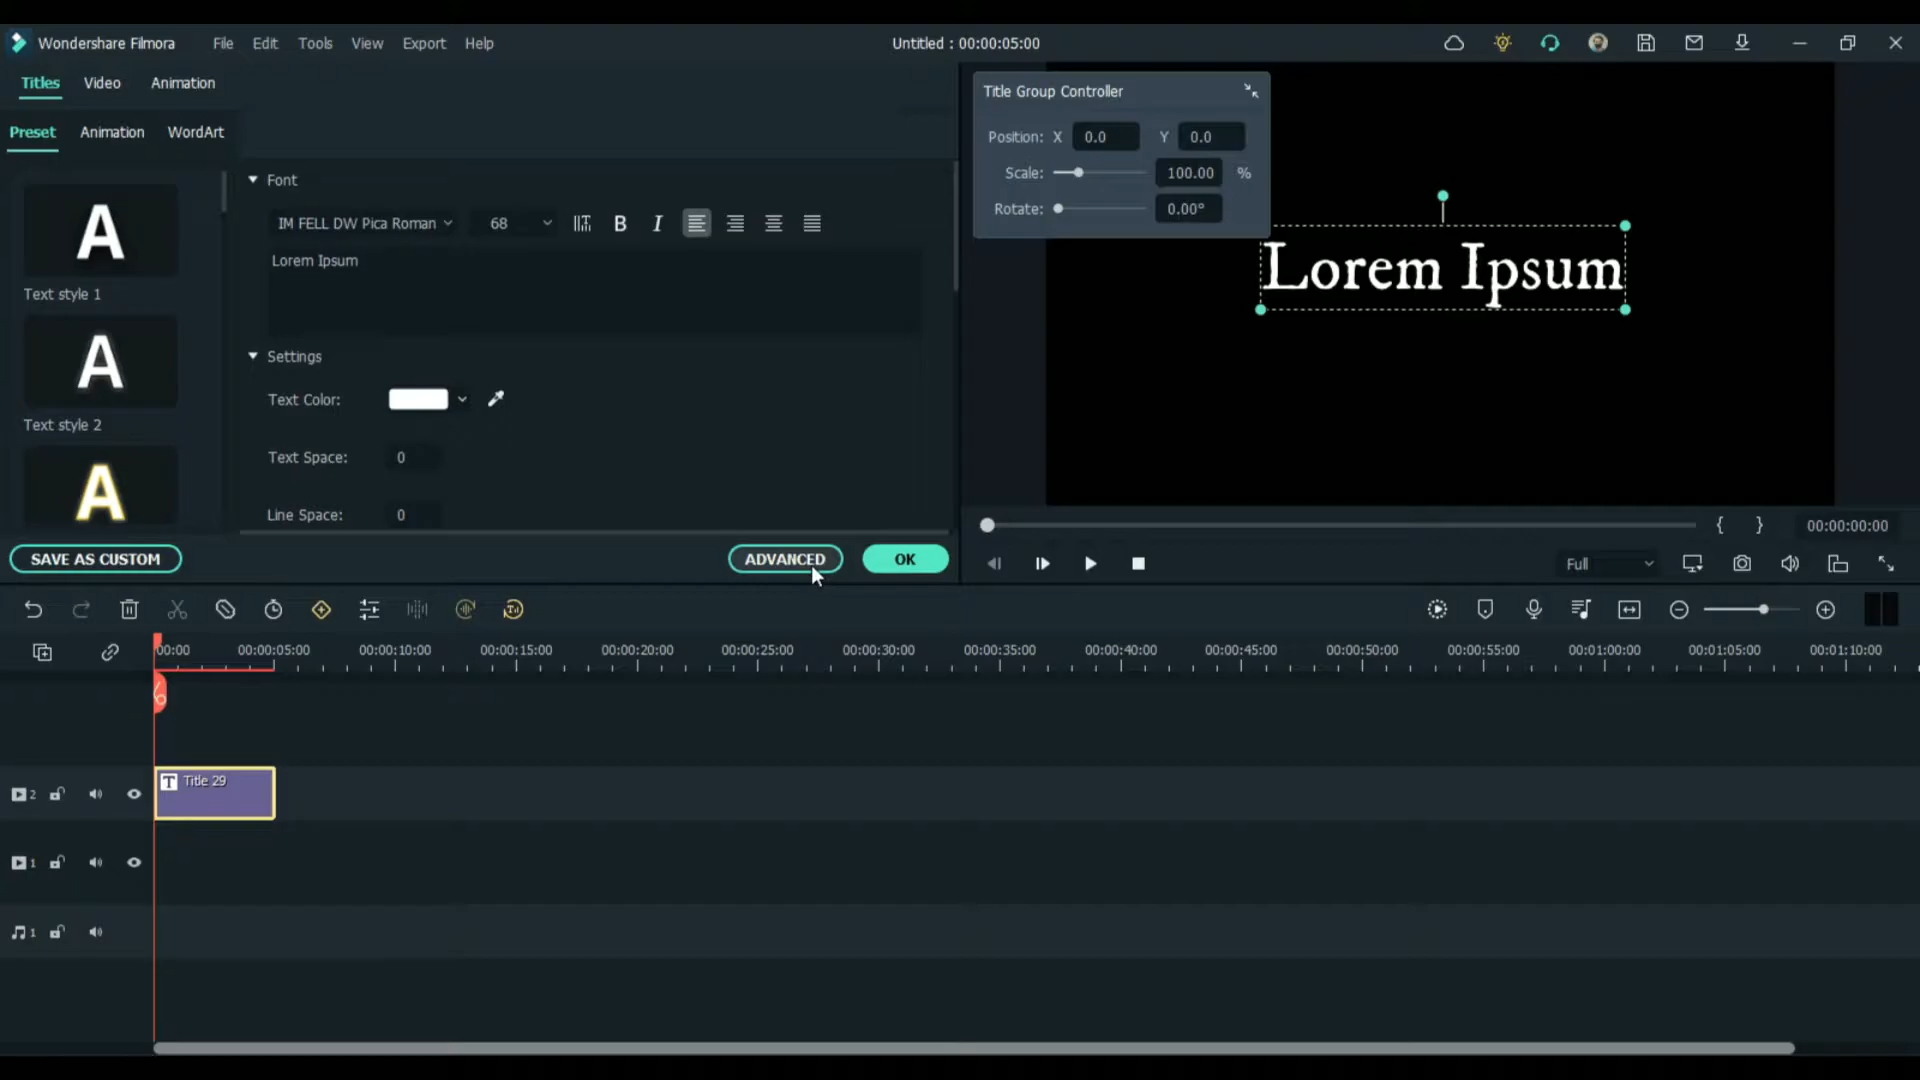 Wondershare Filmora File Edit Tools View Export Help Untitled : 00:00:05:00
Titles Video Animation
Preset Animation WordArt
A
Text style 1
A
Text style 2
A
Font
IM FELL DW Pica Roman 68 B I
Lorem Ipsum
Settings
Text Color:
Text Space: 0
Line Space: 0
SAVE AS CUSTOM ADVANCED OK
Title Group Controller
Position: X 0.0 Y 0.0
Scale: 100.00 %
Rotate: 0.00°
Lorem Ipsum
{ } 00:00:00:00
Full
00:00 00:00:05:00 00:00:10:00 00:00:15:00 00:00:20:00 00:00:25:00 00:00:30:00 00:00:35:00 00:00:40:00 00:00:45:00 00:00:50:00 00:00:55:00 00:01:00:00 00:01:05:00 00:01:10:00
2 T Title 29
1
1